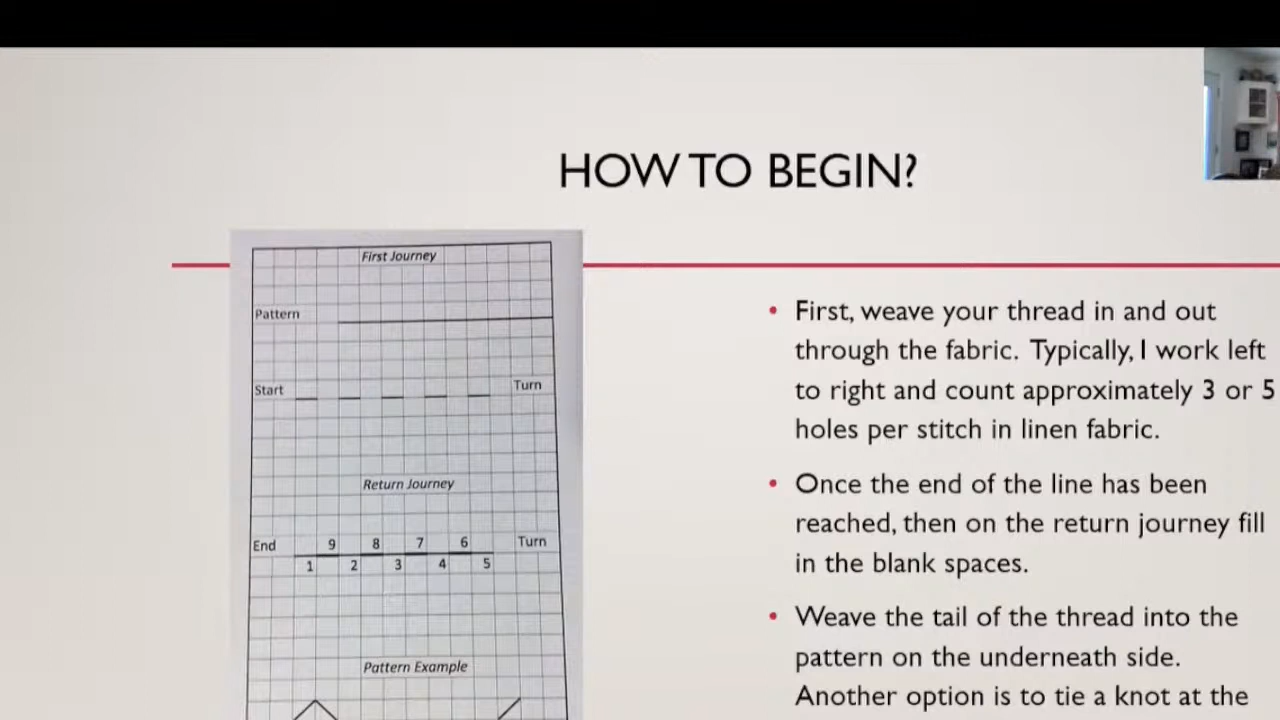 HOW TO BEGIN?
First Journey
Pattern
Start
Turn
Return Journey
End 9 8 7 6 Turn
1 2 3 4 5
Pattern Example
• First, weave your thread in and out
through the fabric. Typically, I work left
to right and count approximately 3 or 5
holes per stitch in linen fabric.
• Once the end of the line has been
reached, then on the return journey fill
in the blank spaces.
• Weave the tail of the thread into the
pattern on the underneath side.
Another option is to tie a knot at the